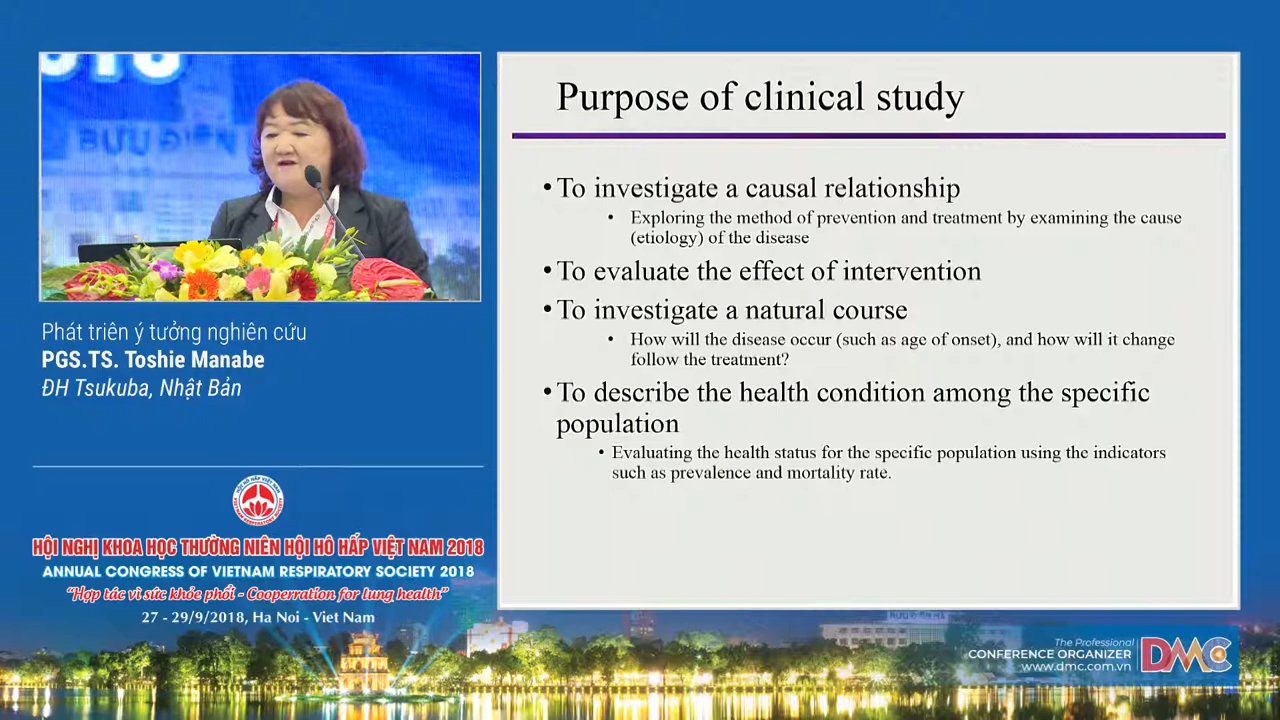 Purpose of clinical study
• To investigate a causal relationship
• Exploring the method of prevention and treatment by examining the cause
(etiology) of the disease
• To evaluate the effect of intervention
• To investigate a natural course
• How will the disease occur (such as age of onset), and how will it change
follow the treatment?
• To describe the health condition among the specific
population
• Evaluating the health status for the specific population using the indicators
such as prevalence and mortality rate.
Phát triên ý tưởng nghiên cứu
PGS.TS. Toshie Manabe
ĐH Tsukuba, Nhật Bản
HỘI NGHỊ KHOA HỌC THƯỜNG NIÊN HỘI HÔ HẤP VIỆT NAM 2018
ANNUAL CONGRESS OF VIETNAM RESPIRATORY SOCIETY 2018
"Hợp tác vì sức khỏe phổi - Cooperration for lung health"
27 - 29/9/2018, Ha Noi - Viet Nam
The Professional
CONFERENCE ORGANIZER
www.dmc.com.vn
DMC